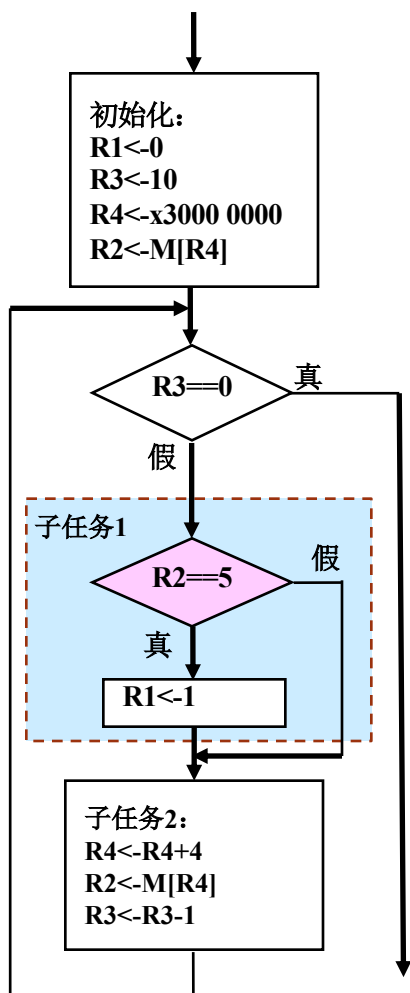 初始化：
R1<-0
R3<-10
R4<-x3000 0000
R2<-M[R4]
R3==0
真
假
子任务1
R2==5
假
真
R1<-1
子任务2：
R4<-R4+4
R2<-M[R4]
R3<-R3-1